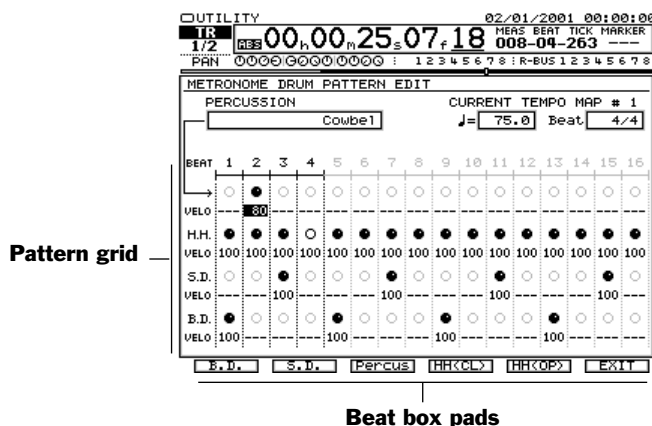 UTILITY 02/01/2001 00:00:00
TR 1/2 ABS 00h00m25s07f18 MEAS BEAT TICK MARKER
008-04-263 ---
PAN 1 2 3 4 5 6 7 8 R-BUS 1 2 3 4 5 6 7 8
METRONOME DRUM PATTERN EDIT
PERCUSSION CURRENT TEMPO MAP # 1
Cowbel ♩= 75.0 Beat 4/4
BEAT 1 2 3 4 5 6 7 8 9 10 11 12 13 14 15 16
VELO --- 80 --- --- --- --- --- --- --- --- --- --- --- --- --- ---
H.H.
VELO 100 100 100 100 100 100 100 100 100 100 100 100 100 100 100 100
Pattern grid
S.D.
VELO --- --- 100 --- --- --- 100 --- --- --- 100 --- --- --- 100 ---
B.D.
VELO 100 --- --- --- 100 --- --- --- 100 --- --- --- 100 --- --- ---
B.D. S.D. Percus HH(CL) HH(OP) EXIT
Beat box pads